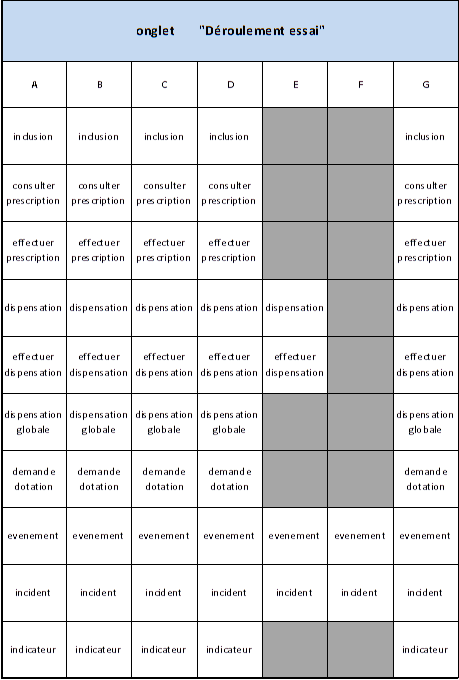 onglet "Déroulement essai"
A B C D E F G
inclusion inclusion inclusion inclusion inclusion
consulter consulter consulter consulter consulter
prescription prescription prescription prescription prescription
effectuer effectuer effectuer effectuer effectuer
prescription prescription prescription prescription prescription
dispensation dispensation dispensation dispensation dispensation dispensation
effectuer effectuer effectuer effectuer effectuer effectuer
dispensation dispensation dispensation dispensation dispensation dispensation
dispensation dispensation dispensation dispensation dispensation
globale globale globale globale globale
demande demande demande demande demande
dotation dotation dotation dotation dotation
evenement evenement evenement evenement evenement evenement evenement
incident incident incident incident incident incident incident
indicateur indicateur indicateur indicateur indicateur